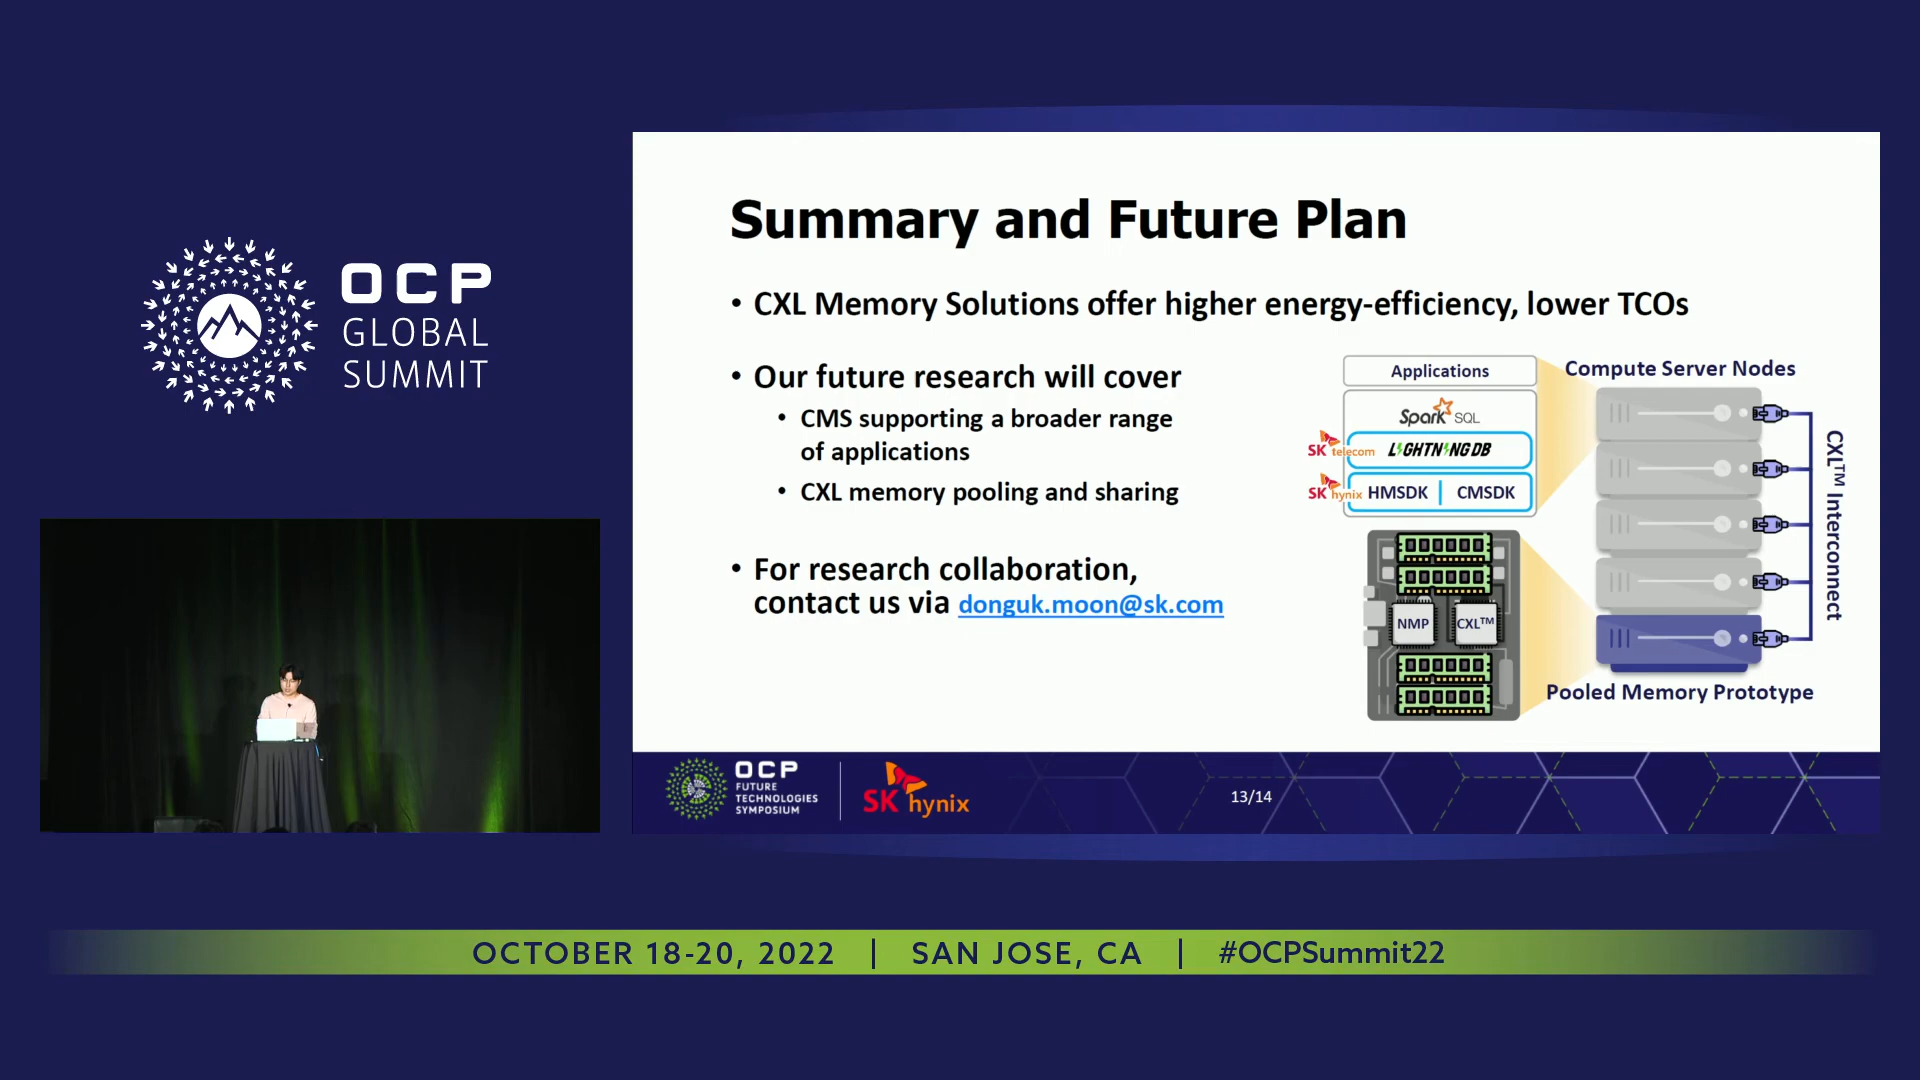 OCP
GLOBAL
SUMMIT
Summary and Future Plan
• CXL Memory Solutions offer higher energy-efficiency, lower TCOs
• Our future research will cover
• CMS supporting a broader range
of applications
• CXL memory pooling and sharing
• For research collaboration,
contact us via donguk.moon@sk.com
Applications
Spark SQL
SK telecom LIGHTNING DB
SK hynix HMSDK | CMSDK
NMP CXL™
Compute Server Nodes
CXL™ Interconnect
Pooled Memory Prototype
OCP
FUTURE
TECHNOLOGIES
SYMPOSIUM
SK hynix
13/14
OCTOBER 18-20, 2022 | SAN JOSE, CA | #OCPSummit22